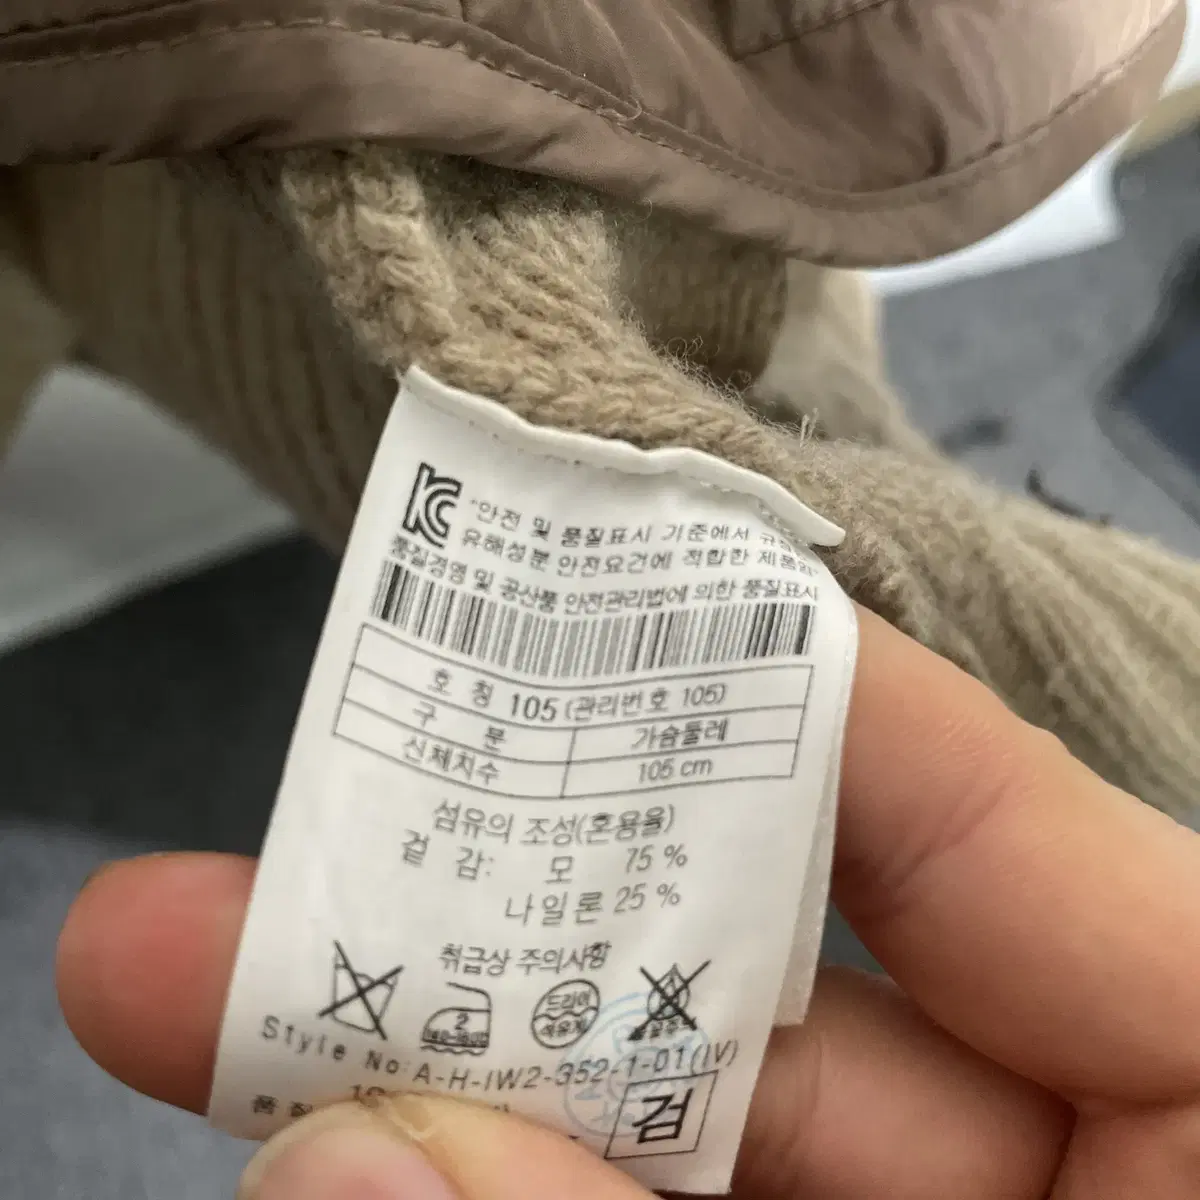 KC "안전 및 품질표시 기준에서
유해성분 안전요건에 적합한
품질경영 및 공산품 안전관리법에 의한 품질표시
호 칭 105 (관리번호 105)
구 분 가슴둘레
신체치수 105 cm
섬유의 조성(혼용율)
겉 감: 모 75 %
나일론 25 %
취급상 주의사항
2 드라이
석유계
Style No:A-H-IW2-352-1-01(IV)
검